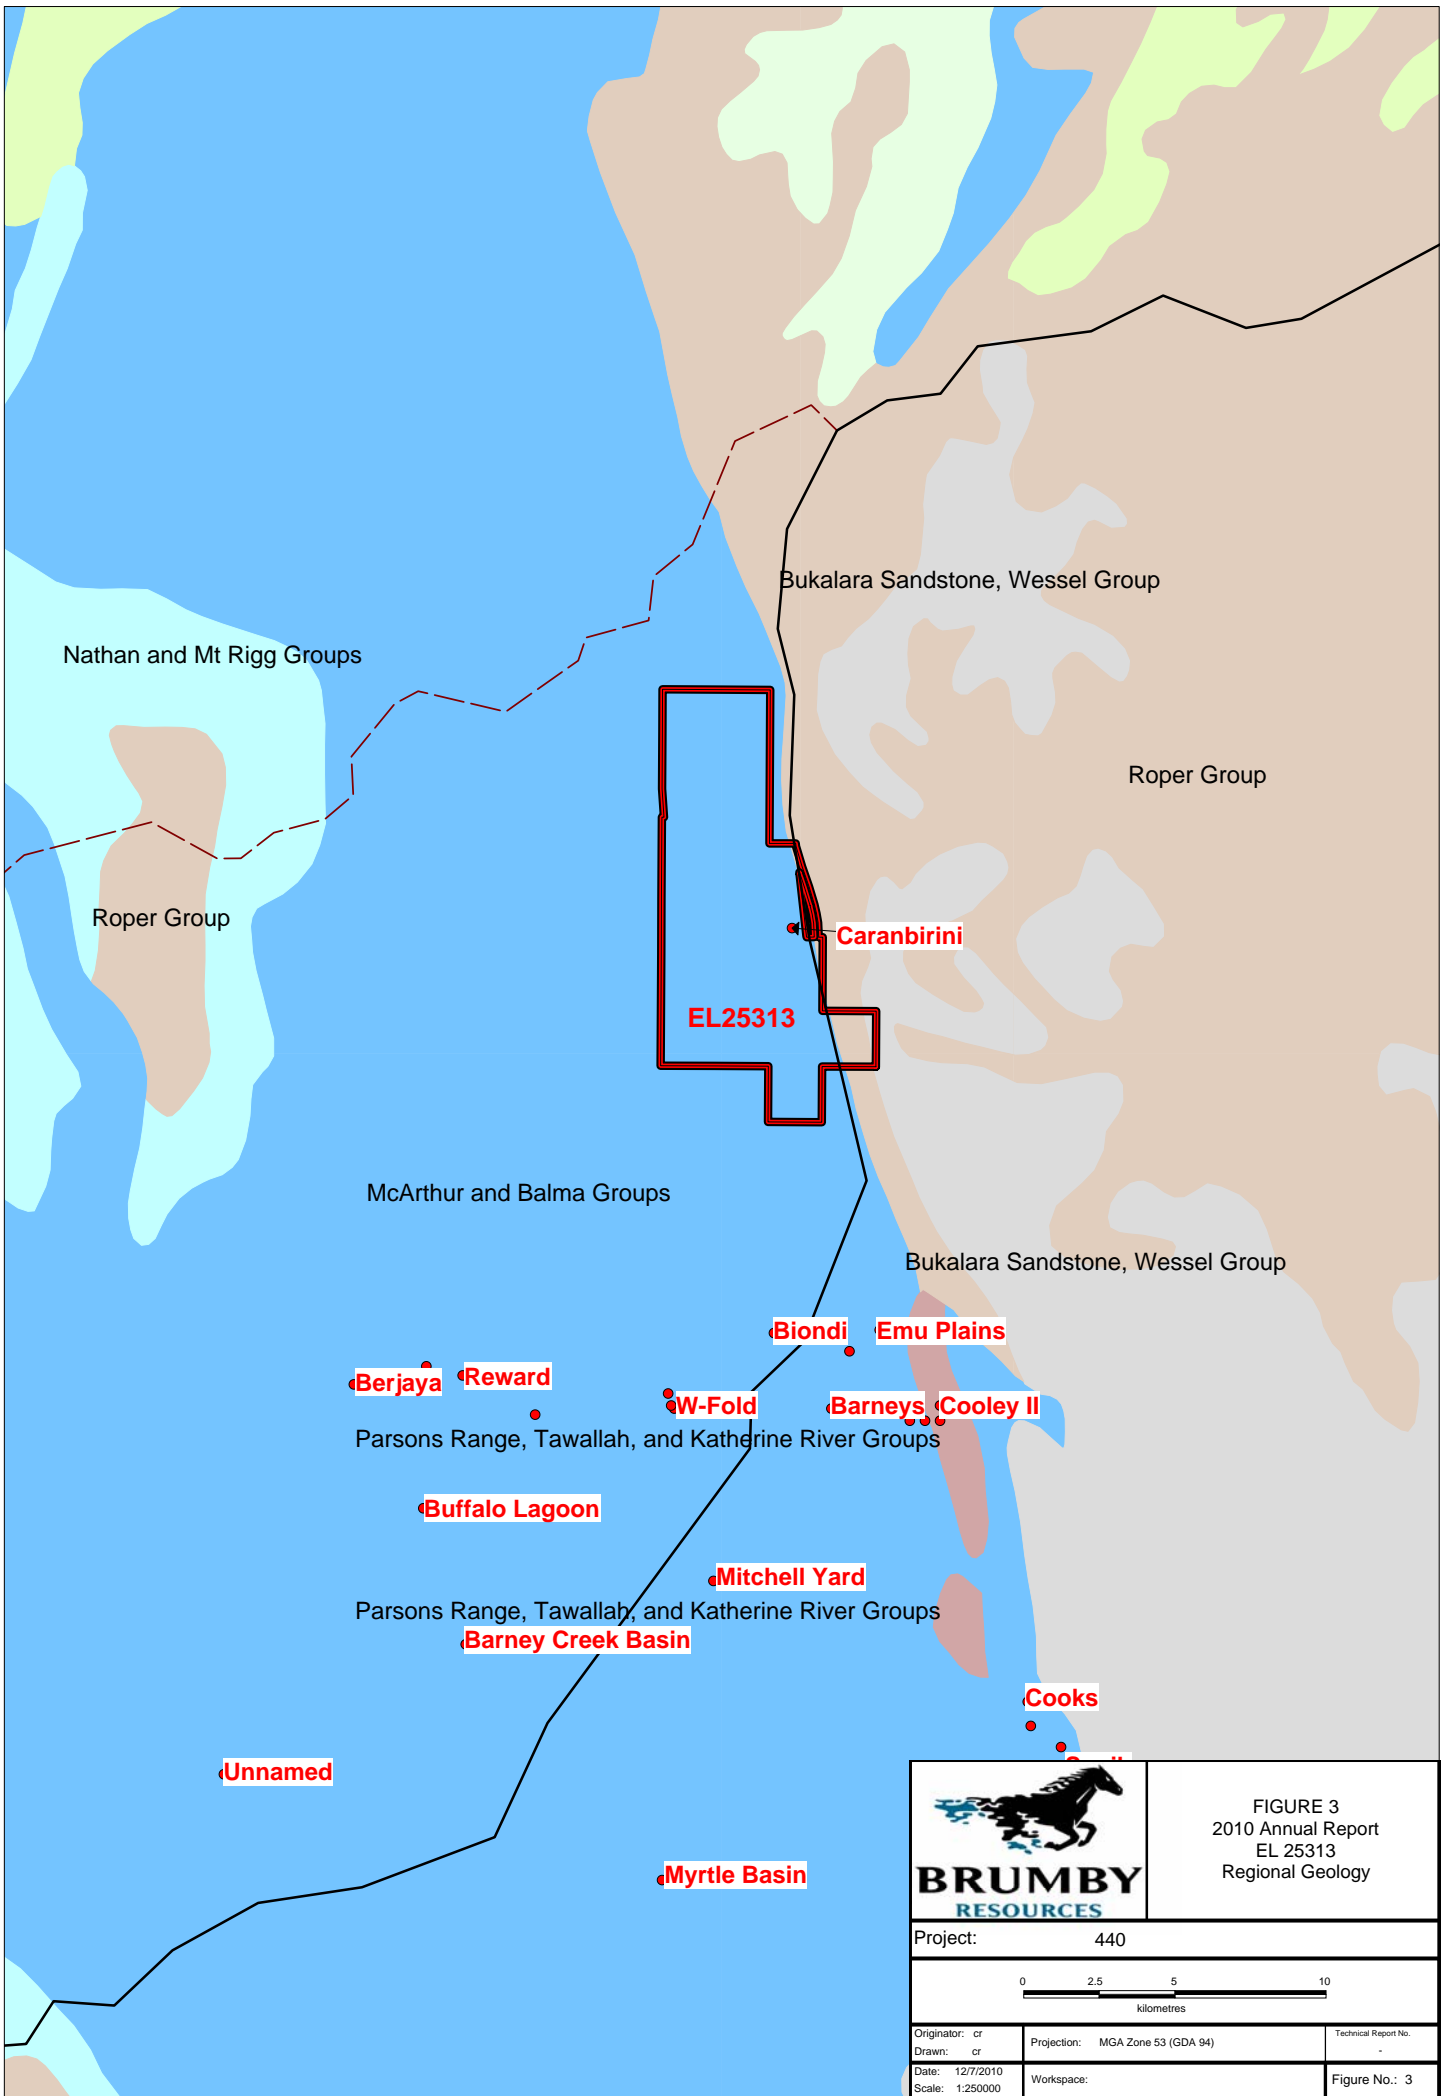 Bukalara Sandstone, Wessel Group
Nathan and Mt Rigg Groups
Roper Group
Roper Group
Caranbirini
EL25313
McArthur and Balma Groups
Bukalara Sandstone, Wessel Group
Biondi
Emu Plains
Berjaya
Reward
W-Fold
Barneys
Cooley II
Parsons Range, Tawallah, and Katherine River Groups
Buffalo Lagoon
Mitchell Yard
Parsons Range, Tawallah, and Katherine River Groups
Barney Creek Basin
Cooks
Unnamed
Myrtle Basin
BRUMBY
RESOURCES
FIGURE 3
2010 Annual Report
EL 25313
Regional Geology
Project: 440
0 2.5 5 10
kilometres
Originator: cr
Drawn: cr
Projection: MGA Zone 53 (GDA 94)
Technical Report No.
-
Date: 12/7/2010
Scale: 1:250000
Workspace:
Figure No.: 3